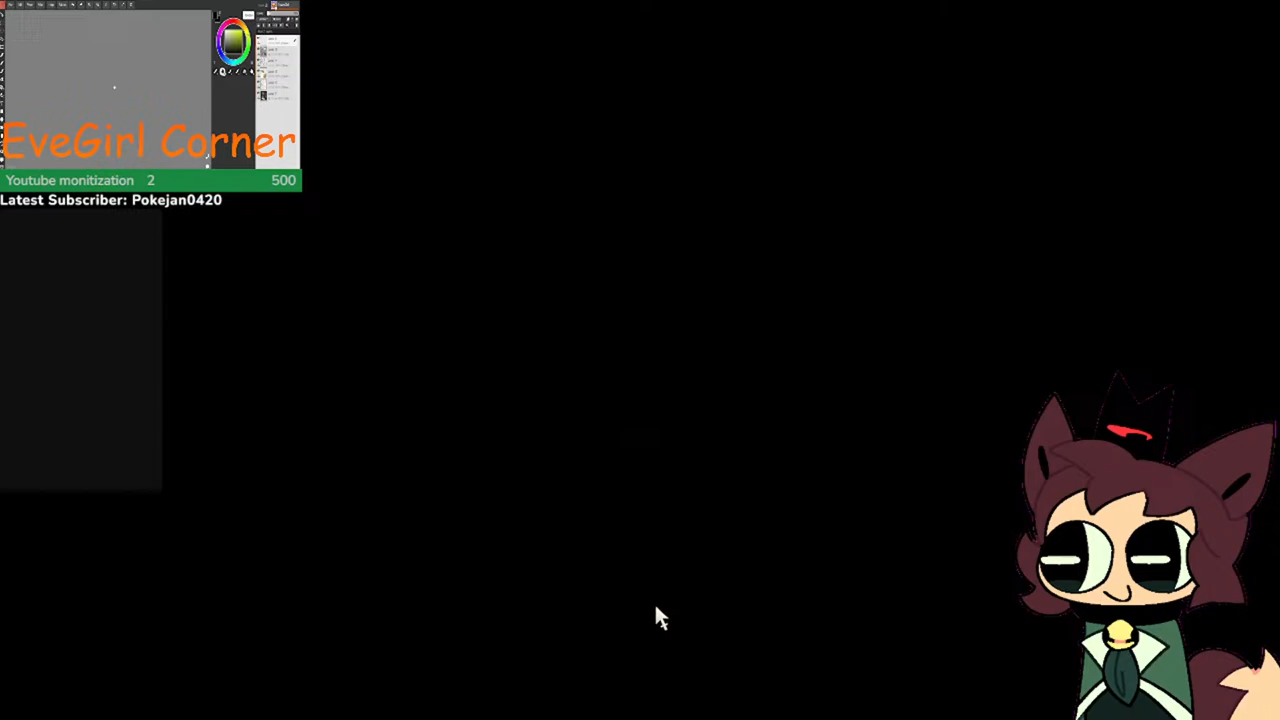 EveGirl Corner
Youtube monitization 2 500
Latest Subscriber: Pokejan0420